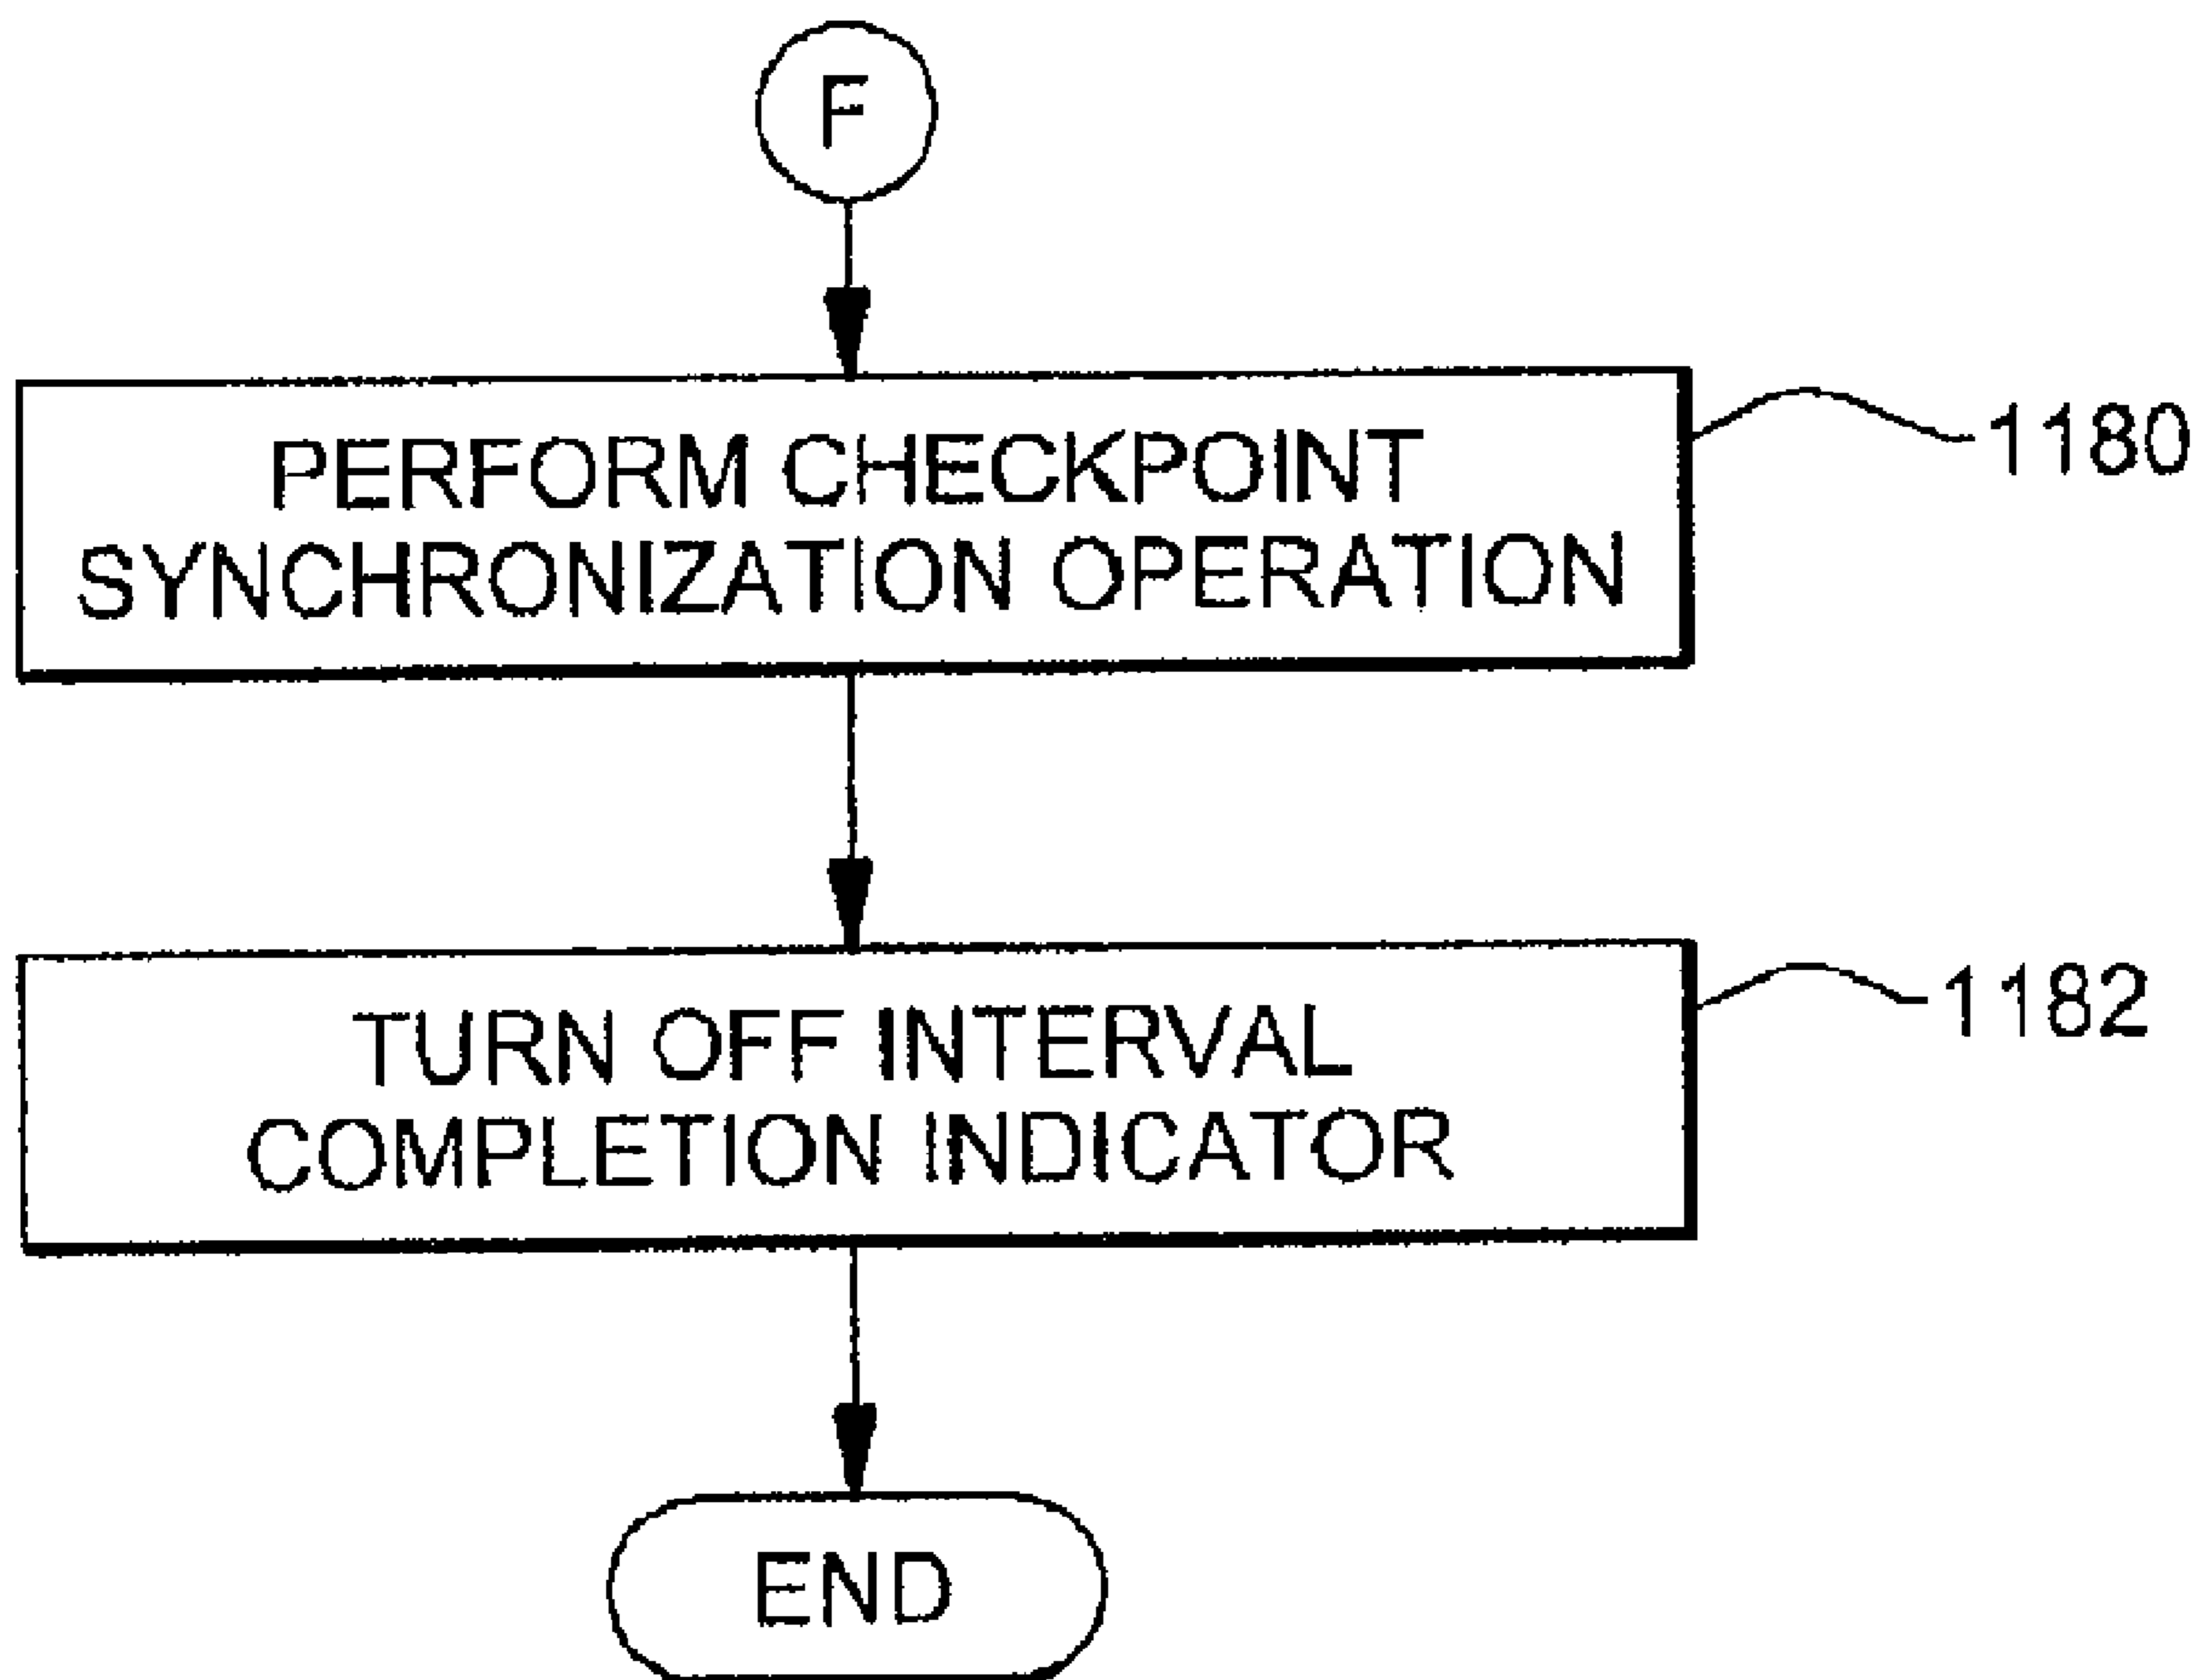 F
PERFORM CHECKPOINT
SYNCHRONIZATION OPERATION
1180
TURN OFF INTERVAL
COMPLETION INDICATOR
1182
END